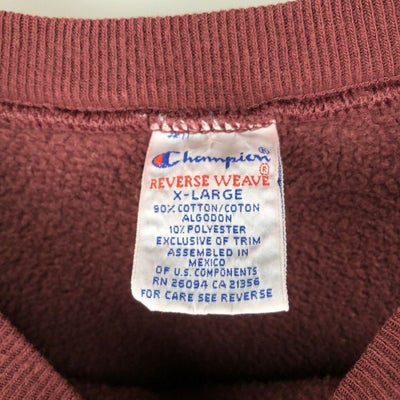 Champion®
REVERSE WEAVE®
X-LARGE
90% COTTON/COTON
ALGODON
10% POLYESTER
EXCLUSIVE OF TRIM
ASSEMBLED IN
MEXICO
OF U.S. COMPONENTS
RN 26094 CA 21356
FOR CARE SEE REVERSE